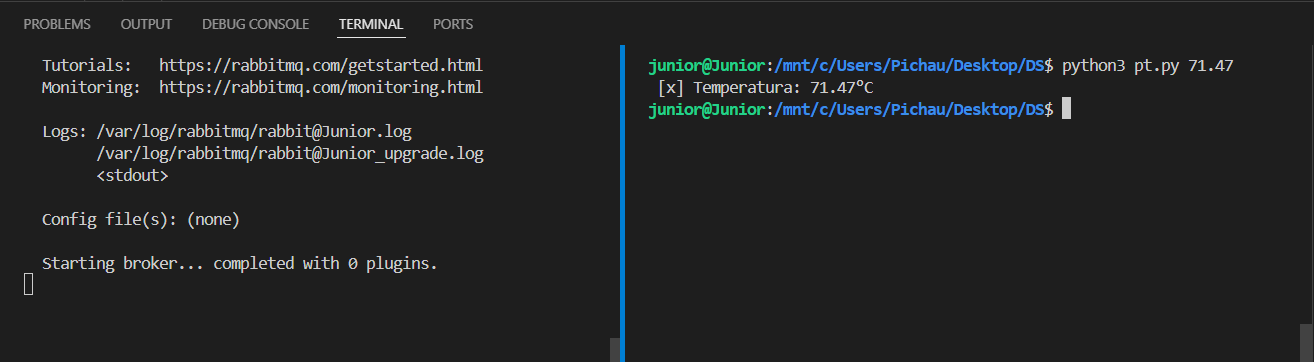 PROBLEMS OUTPUT DEBUG CONSOLE TERMINAL PORTS
Tutorials: https://rabbitmq.com/getstarted.html
Monitoring: https://rabbitmq.com/monitoring.html
Logs: /var/log/rabbitmq/rabbit@Junior.log
/var/log/rabbitmq/rabbit@Junior_upgrade.log
<stdout>
Config file(s): (none)
Starting broker... completed with 0 plugins.
junior@Junior:/mnt/c/Users/Pichau/Desktop/DS$ python3 pt.py 71.47
[x] Temperatura: 71.47ºC
junior@Junior:/mnt/c/Users/Pichau/Desktop/DS$